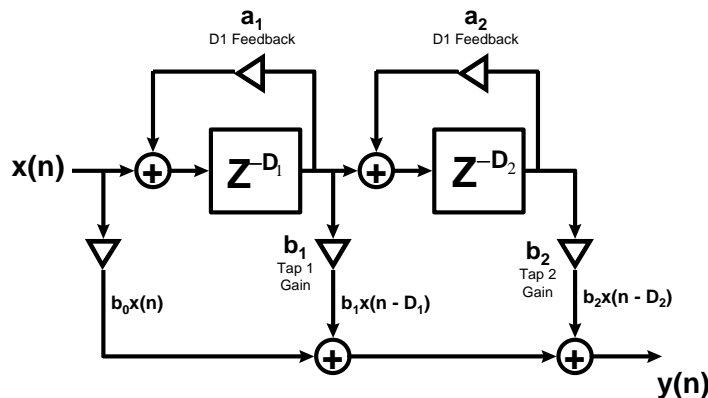 a₁
D1 Feedback
a₂
D1 Feedback
x(n)
+
Z⁻ᴰ₁
+
Z⁻ᴰ₂
b₁
Tap 1
Gain
b₂
Tap 2
Gain
b₀x(n)
b₁x(n - D₁)
b₂x(n - D₂)
+
+
y(n)